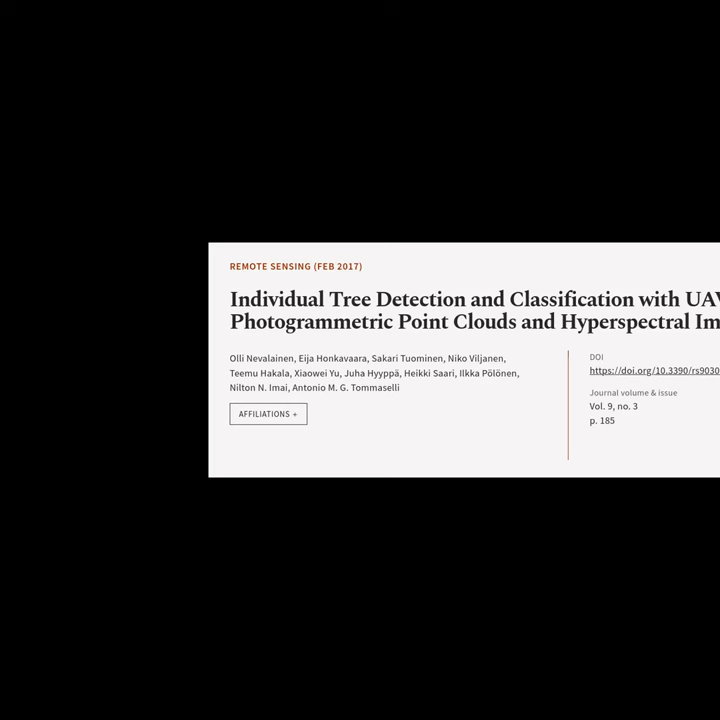 REMOTE SENSING (FEB 2017)
Individual Tree Detection and Classification with
Photogrammetric Point Clouds and Hyperspectral
Olli Nevalainen, Eija Honkavaara, Sakari Tuominen, Niko Viljanen,
Teemu Hakala, Xiaowei Yu, Juha Hyyppä, Heikki Saari, Ilkka Pölönen,
Nilton N. Imai, Antonio M. G. Tommaselli
AFFILIATIONS +
DOI
https://doi.org/10.3390/rs9030
Journal volume & issue
Vol. 9, no. 3
p. 185